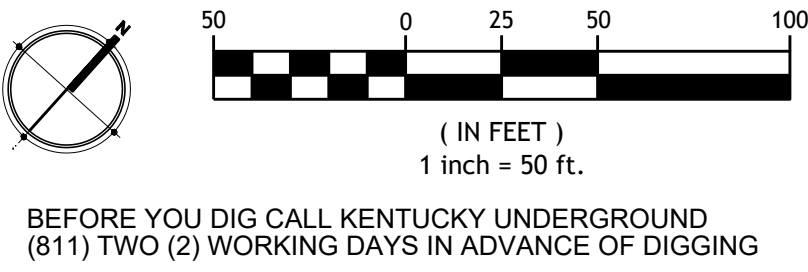 N
50 0 25 50 100
( IN FEET )
1 inch = 50 ft.
BEFORE YOU DIG CALL KENTUCKY UNDERGROUND
(811) TWO (2) WORKING DAYS IN ADVANCE OF DIGGING